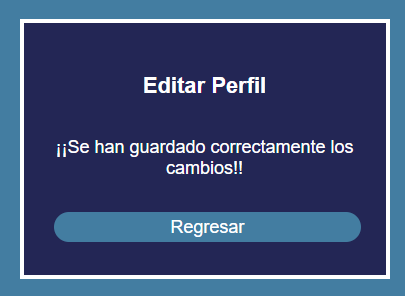 Editar Perfil
¡¡Se han guardado correctamente los
cambios!!
Regresar